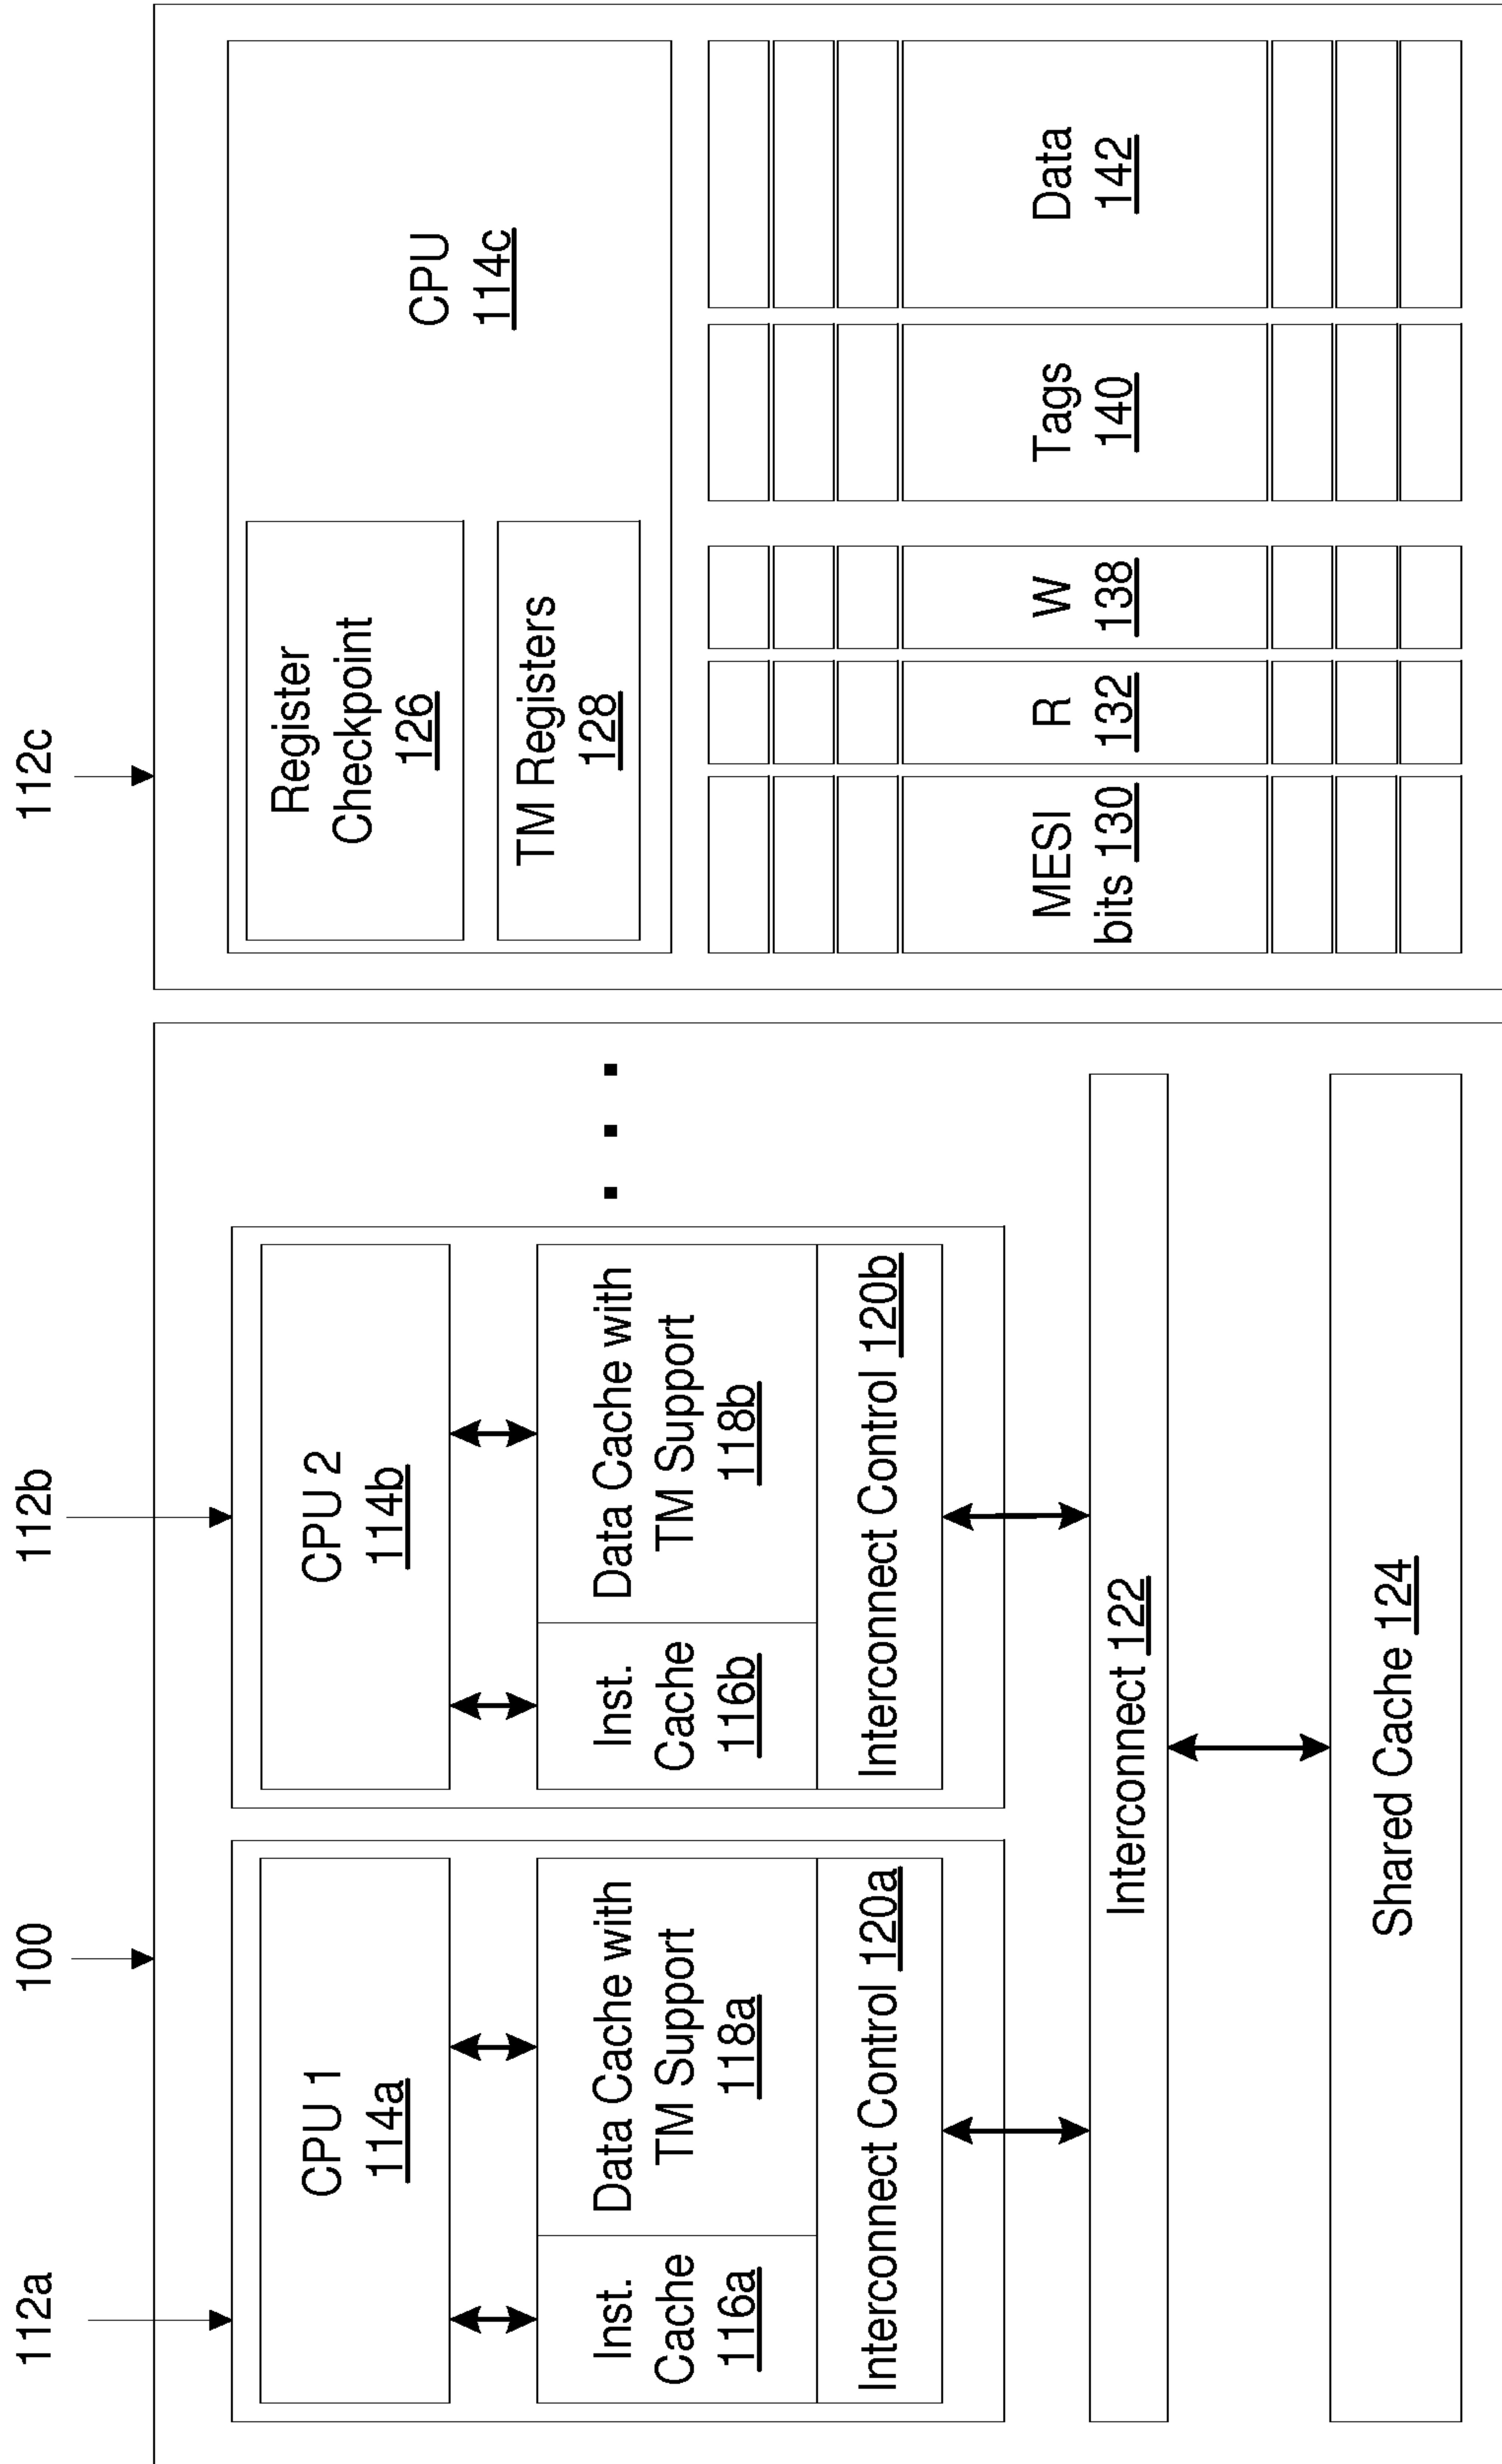 112a
100
112b
112c
CPU 1
114a
Inst.
Cache
116a
Data Cache with
TM Support
118a
Interconnect Control 120a
CPU 2
114b
Inst.
Cache
116b
Data Cache with
TM Support
118b
Interconnect Control 120b
Interconnect 122
Shared Cache 124
Register
Checkpoint
126
TM Registers
128
CPU
114c
MESI
bits 130
R
132
W
138
Tags
140
Data
142